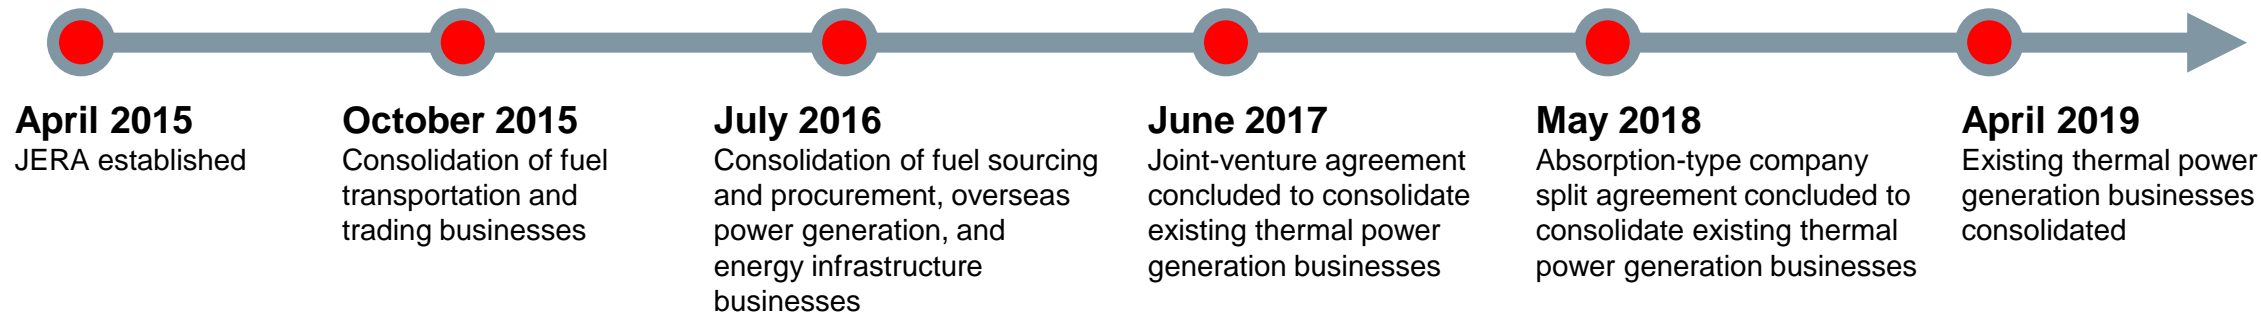 April 2015
JERA established
October 2015
Consolidation of fuel
transportation and
trading businesses
July 2016
Consolidation of fuel sourcing
and procurement, overseas
power generation, and
energy infrastructure
businesses
June 2017
Joint-venture agreement
concluded to consolidate
existing thermal power
generation businesses
May 2018
Absorption-type company
split agreement concluded to
consolidate existing thermal
power generation businesses
April 2019
Existing thermal power
generation businesses
consolidated